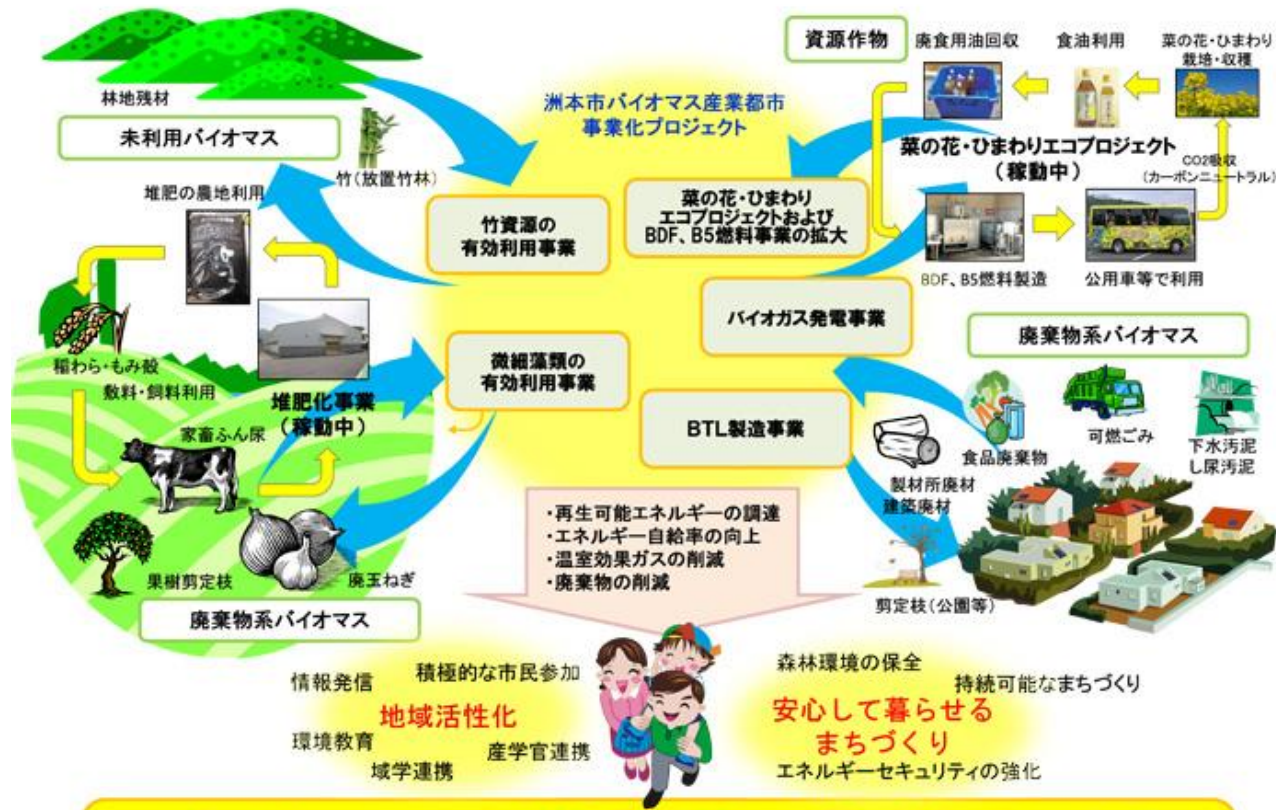 資源作物
廃食用油回収
食油利用
菜の花・ひまわり
栽培・収穫
林地残材
未利用バイオマス
竹(放置竹林)
洲本市バイオマス産業都市
事業化プロジェクト
菜の花・ひまわりエコプロジェクト
(稼動中)
CO2吸収
(カーボンニュートラル)
BDF、B5燃料製造
公用車等で利用
堆肥の農地利用
竹資源の
有効利用事業
菜の花・ひまわり
エコプロジェクトおよび
BDF、B5燃料事業の拡大
バイオガス発電事業
微細藻類の
有効利用事業
BTL製造事業
稲わら・もみ殻
敷料・飼料利用
堆肥化事業
(稼動中)
家畜ふん尿
果樹剪定枝
廃玉ねぎ
廃棄物系バイオマス
廃棄物系バイオマス
食品廃棄物
可燃ごみ
下水汚泥
し尿汚泥
製材所廃材
建築廃材
剪定枝(公園等)
・再生可能エネルギーの調達
・エネルギー自給率の向上
・温室効果ガスの削減
・廃棄物の削減
情報発信
積極的な市民参加
地域活性化
環境教育
産学官連携
域学連携
森林環境の保全
持続可能なまちづくり
安心して暮らせる
まちづくり
エネルギーセキュリティの強化